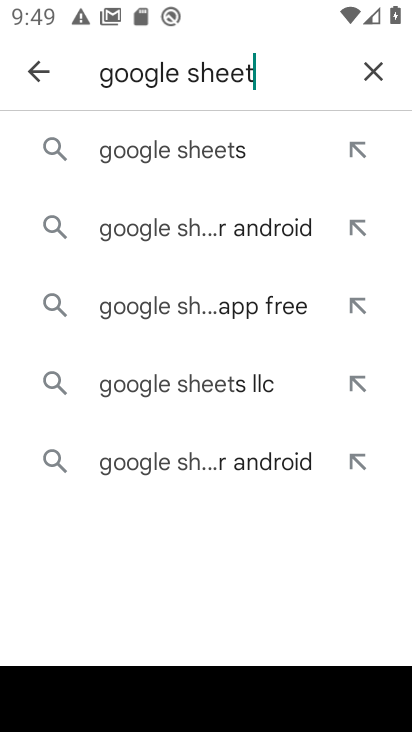 9:49
google sheet
google sheets
google sh...r android
google sh...app free
google sheets llc
google sh...r android